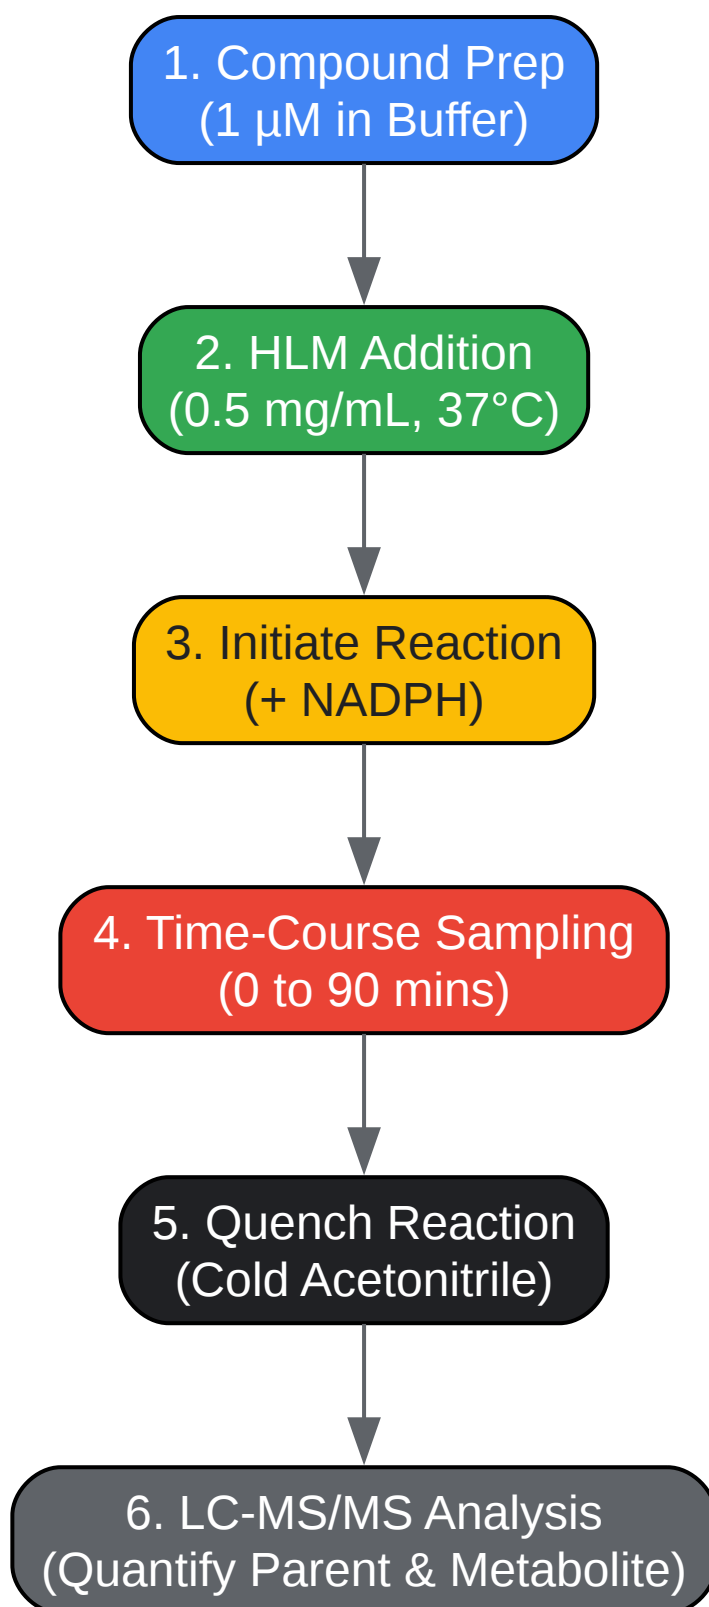 1. Compound Prep
(1 µM in Buffer)
2. HLM Addition
(0.5 mg/mL, 37°C)
3. Initiate Reaction
(+ NADPH)
4. Time-Course Sampling
(0 to 90 mins)
5. Quench Reaction
(Cold Acetonitrile)
6. LC-MS/MS Analysis
(Quantify Parent & Metabolite)